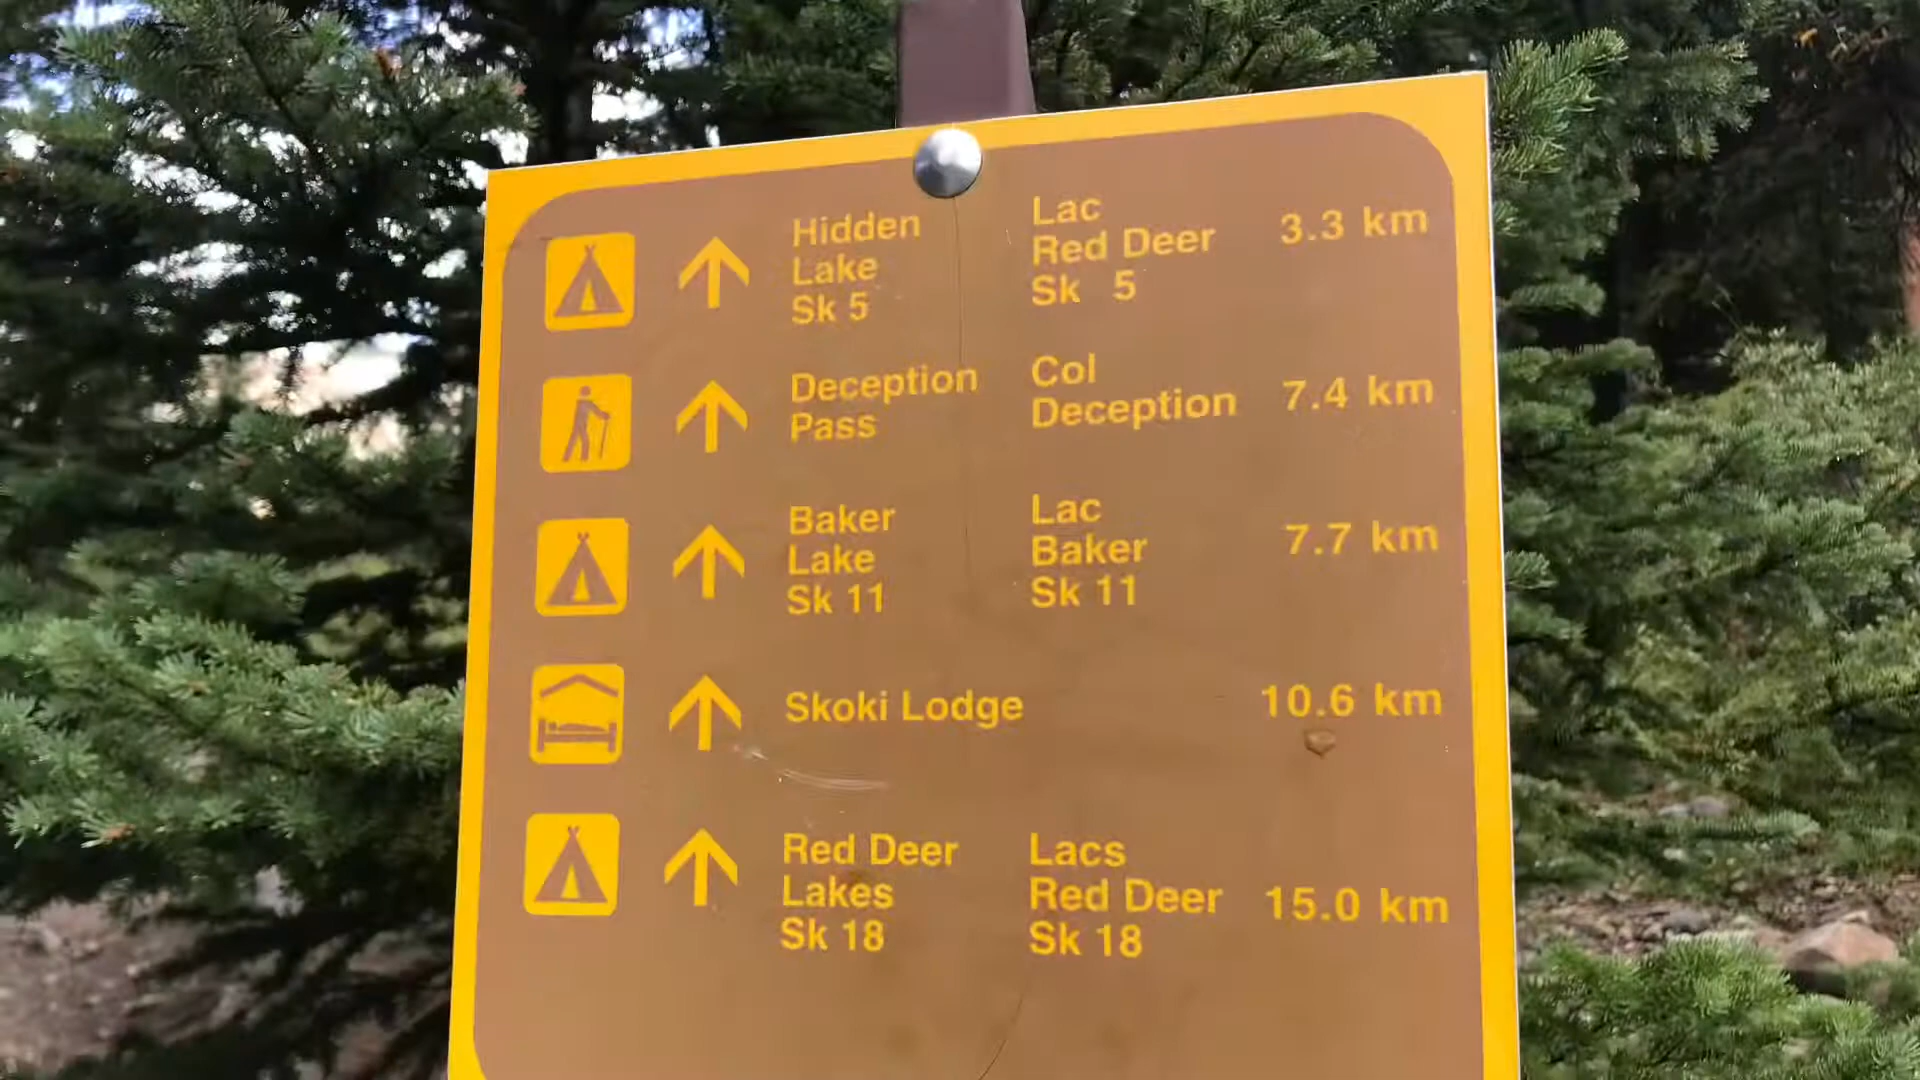 Hidden
Lake
Sk 5
Lac
Red Deer
Sk 5
3.3 km
Deception
Pass
Col
Deception
7.4 km
Baker
Lake
Sk 11
Lac
Baker
Sk 11
7.7 km
Skoki Lodge
10.6 km
Red Deer
Lakes
Sk 18
Lacs
Red Deer
Sk 18
15.0 km